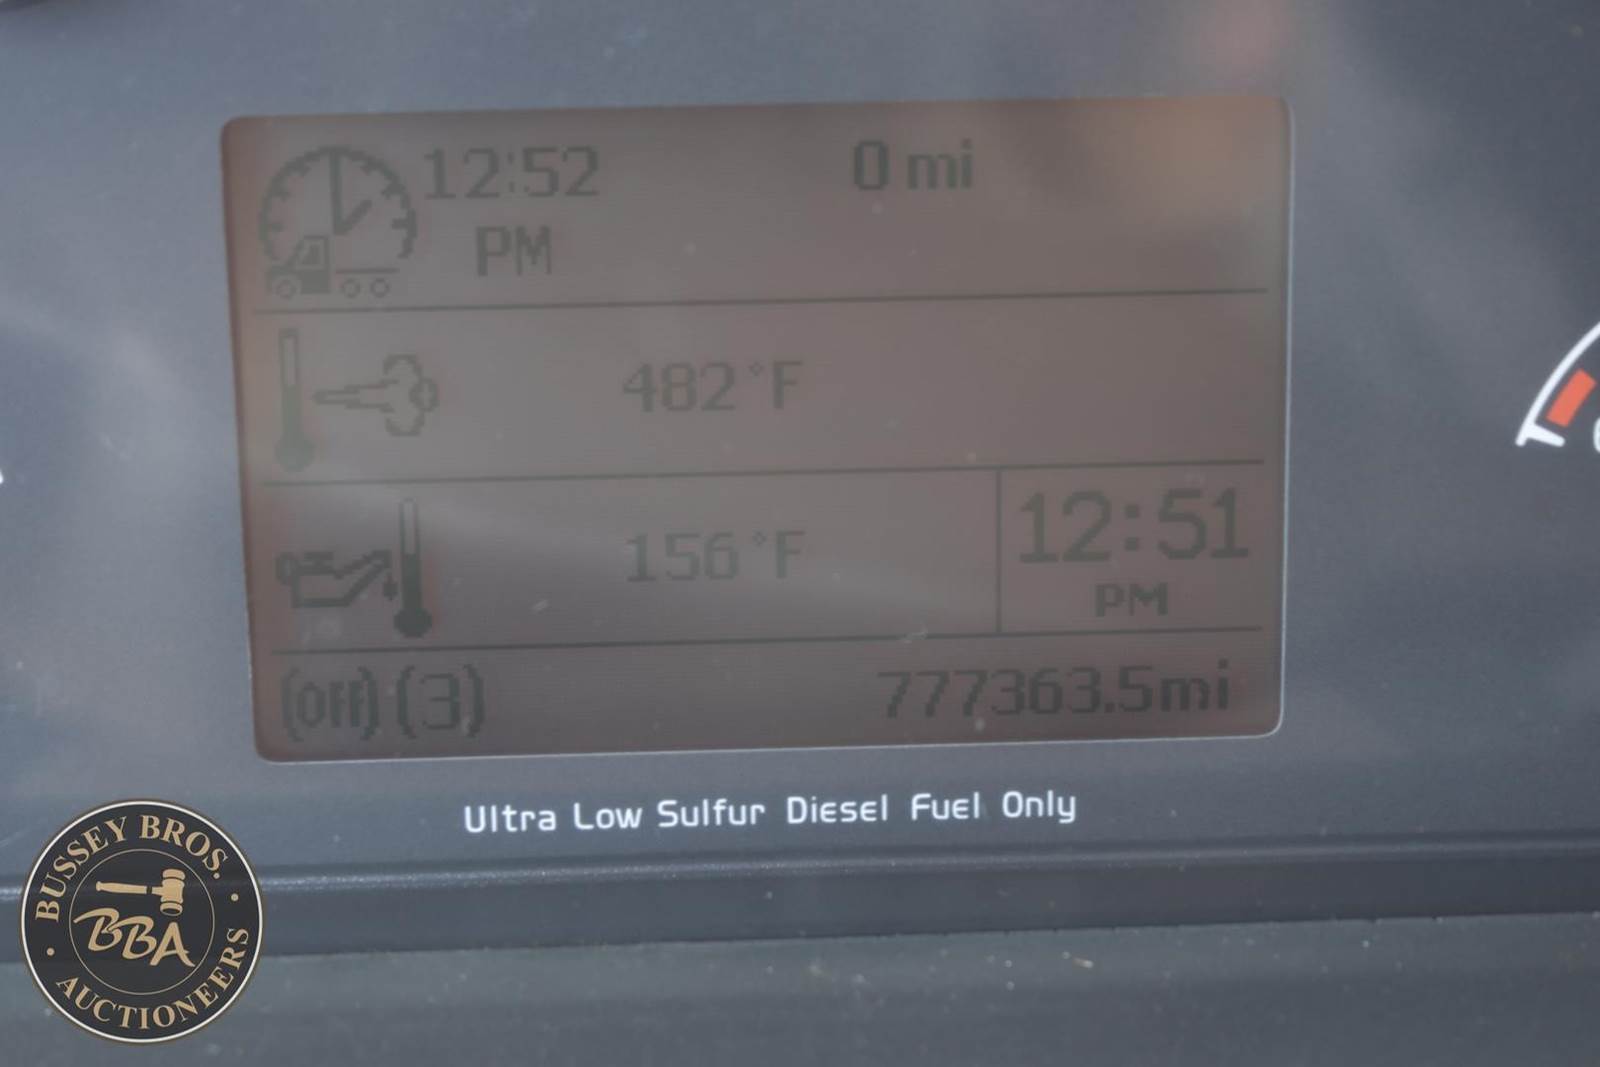 12:52 0 mi
PM
482°F
156°F
12:51
PM
(OFF) (3) 777363.5mi
Ultra Low Sulfur Diesel Fuel Only
BUSSEY BROS.
BBA
AUCTIONEERS